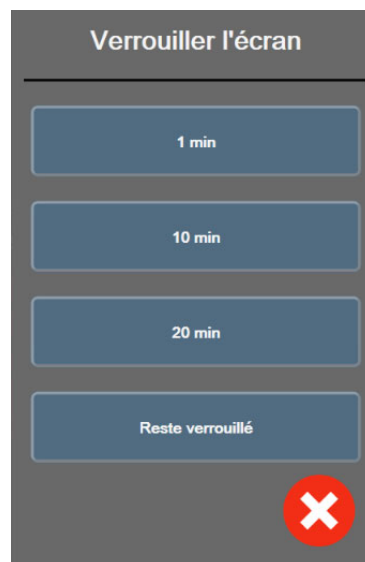 Verrouiller l'écran
1 min
10 min
20 min
Reste verrouillé